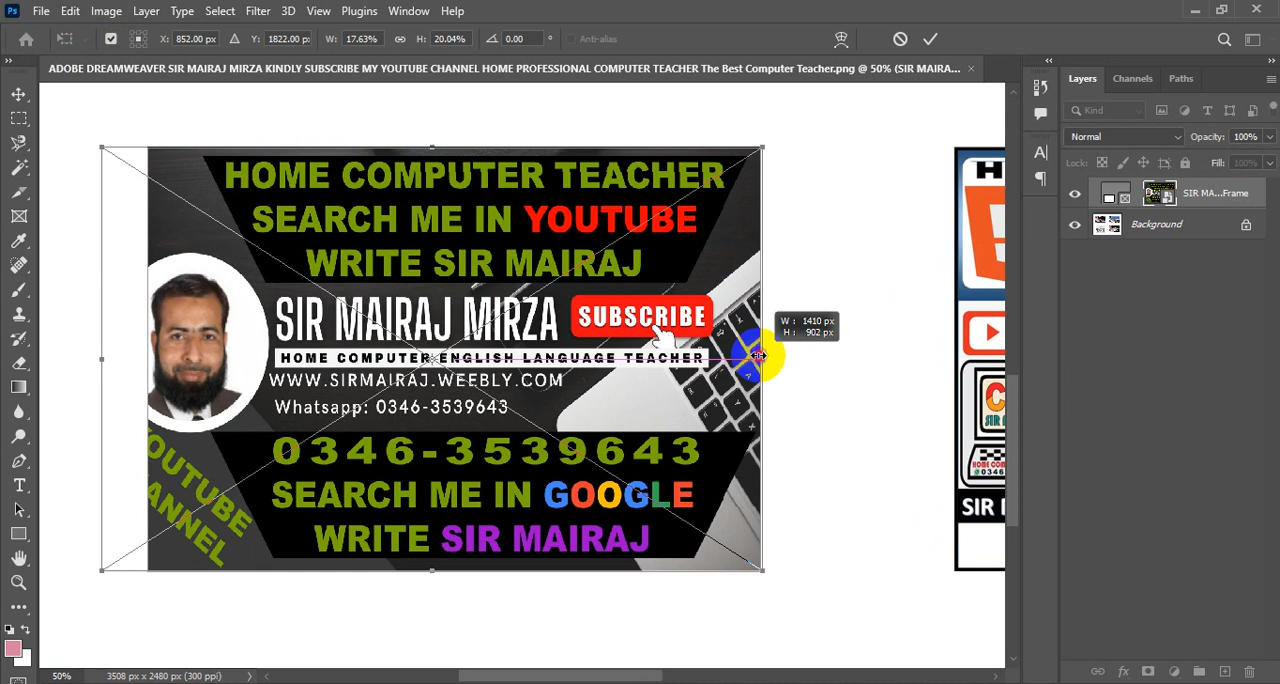 Ps File Edit Image Layer Type Select Filter 3D View Plugins Window Help
X: 852.00 px Y: 1822.00 px W: 17.63% H: 20.04% 0.00 ° Anti-alias
ADOBE DREAMWEAVER SIR MAIRAJ MIRZA KINDLY SUBSCRIBE MY YOUTUBE CHANNEL HOME PROFESSIONAL COMPUTER TEACHER The Best Computer Teacher.png @ 50% (SIR MAIRA...
Layers Channels Paths
Kind
Normal Opacity: 100%
Lock: Fill: 100%
SIR MA...Frame
Background
HOME COMPUTER TEACHER
SEARCH ME IN YOUTUBE
WRITE SIR MAIRAJ
SIR MAIRAJ MIRZA SUBSCRIBE
HOME COMPUTER ENGLISH LANGUAGE TEACHER
WWW.SIRMAIRAJ.WEEBLY.COM
Whatsapp: 0346-3539643
W: 1410 px
H: 902 px
YOUTUBE
ANNEL
0346-3539643
SEARCH ME IN GOOGLE
WRITE SIR MAIRAJ
H
SIR
50% 3508 px x 2480 px (300 ppi)